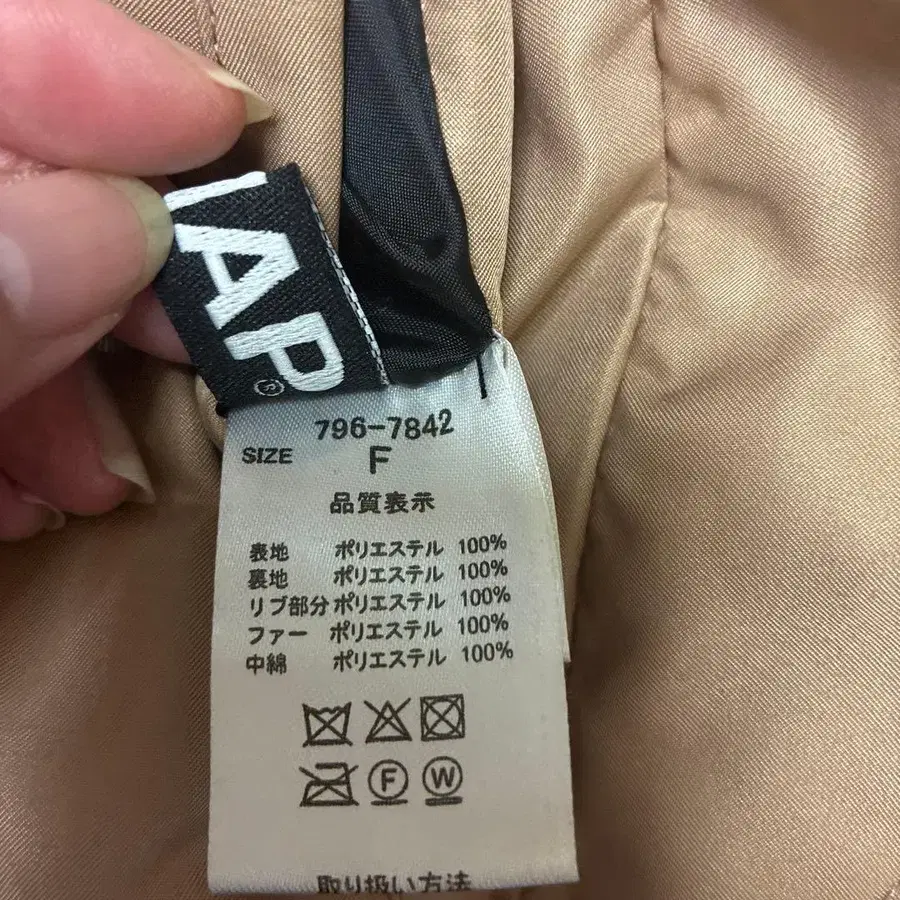 AP
796-7842
SIZE F
品質表示
表地 ポリエステル 100%
裏地 ポリエステル 100%
リブ部分 ポリエステル 100%
ファー ポリエステル 100%
中綿 ポリエステル 100%
F W
取り扱い方法